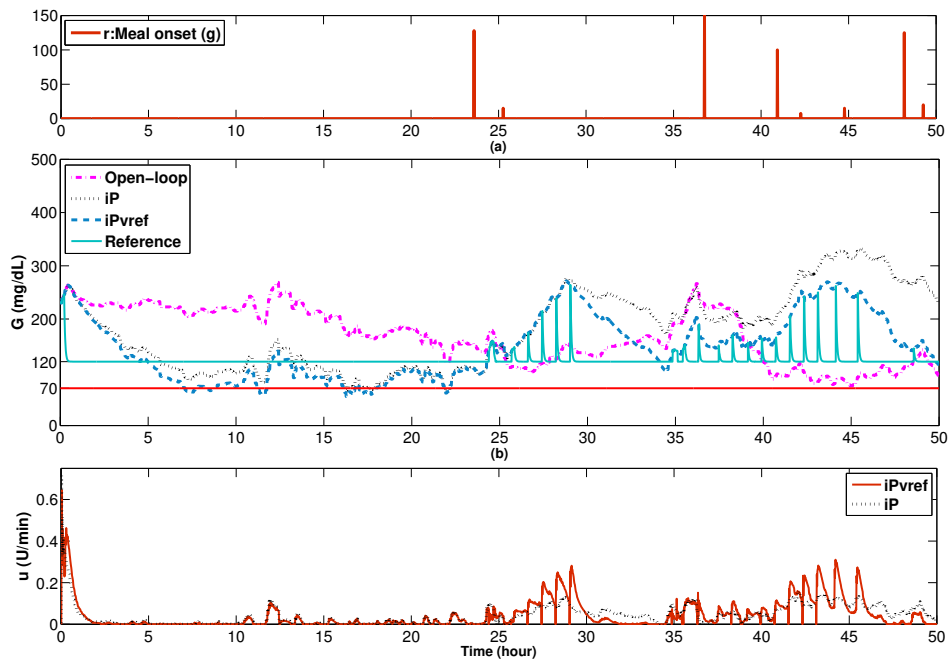 150
100
50
0
r:Meal onset (g)
0 5 10 15 20 25 30 35 40 45 50
(a)
500
400
300
200
120
70
0
G (mg/dL)
Open-loop
iP
iPvref
Reference
0 5 10 15 20 25 30 35 40 45 50
(b)
0.6
0.4
0.2
0
u (U/min)
iPvref
iP
0 5 10 15 20 25 30 35 40 45 50
Time (hour)